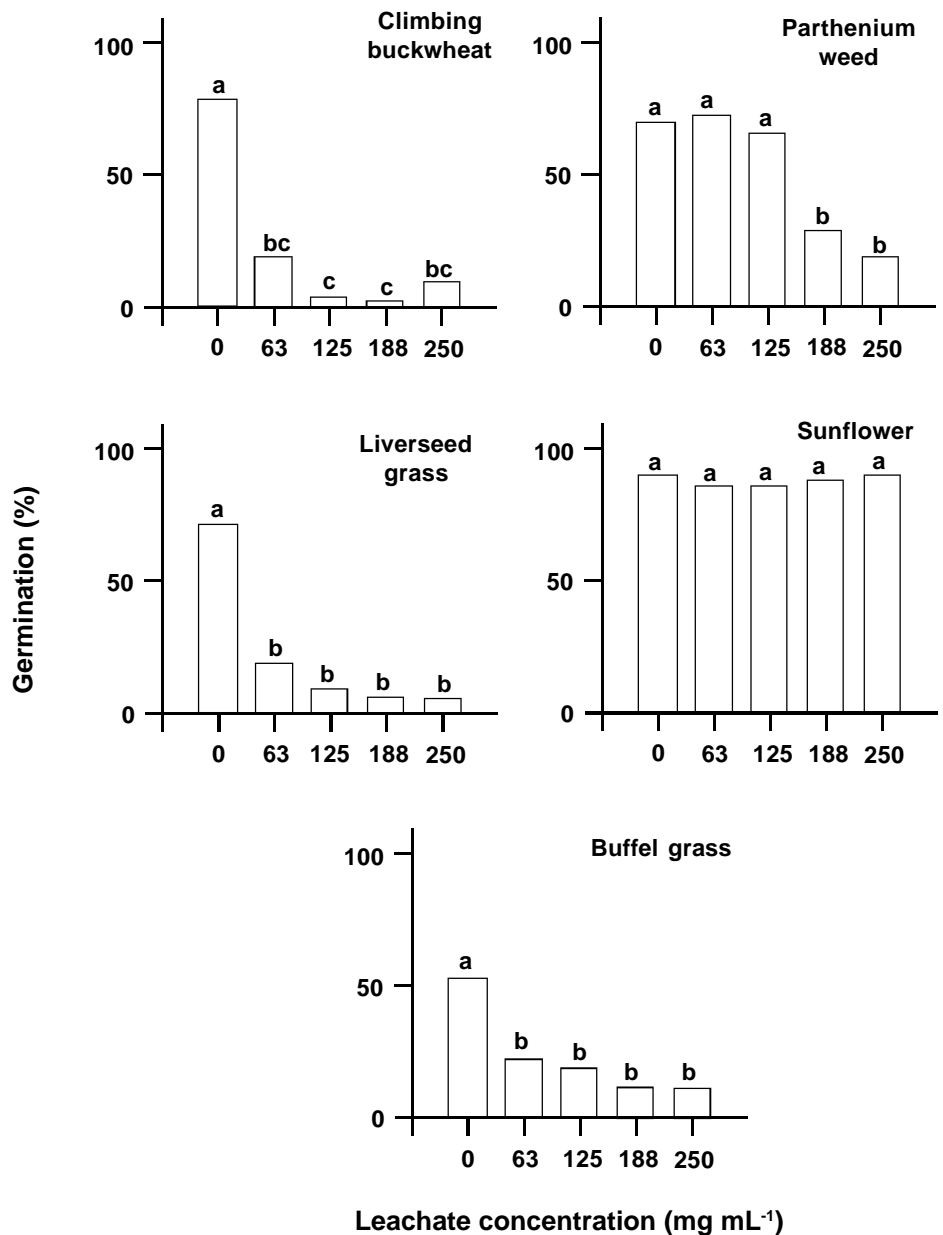 Climbing
buckwheat
100
50
0
a
bc
c
c
bc
0 63 125 188 250
Parthenium
weed
100
50
0
a
a
a
b
b
0 63 125 188 250
Liverseed
grass
100
50
0
a
b
b
b
b
0 63 125 188 250
Sunflower
100
50
0
a
a
a
a
a
0 63 125 188 250
Germination (%)
Buffel grass
100
50
0
a
b
b
b
b
0 63 125 188 250
Leachate concentration (mg mL⁻¹)